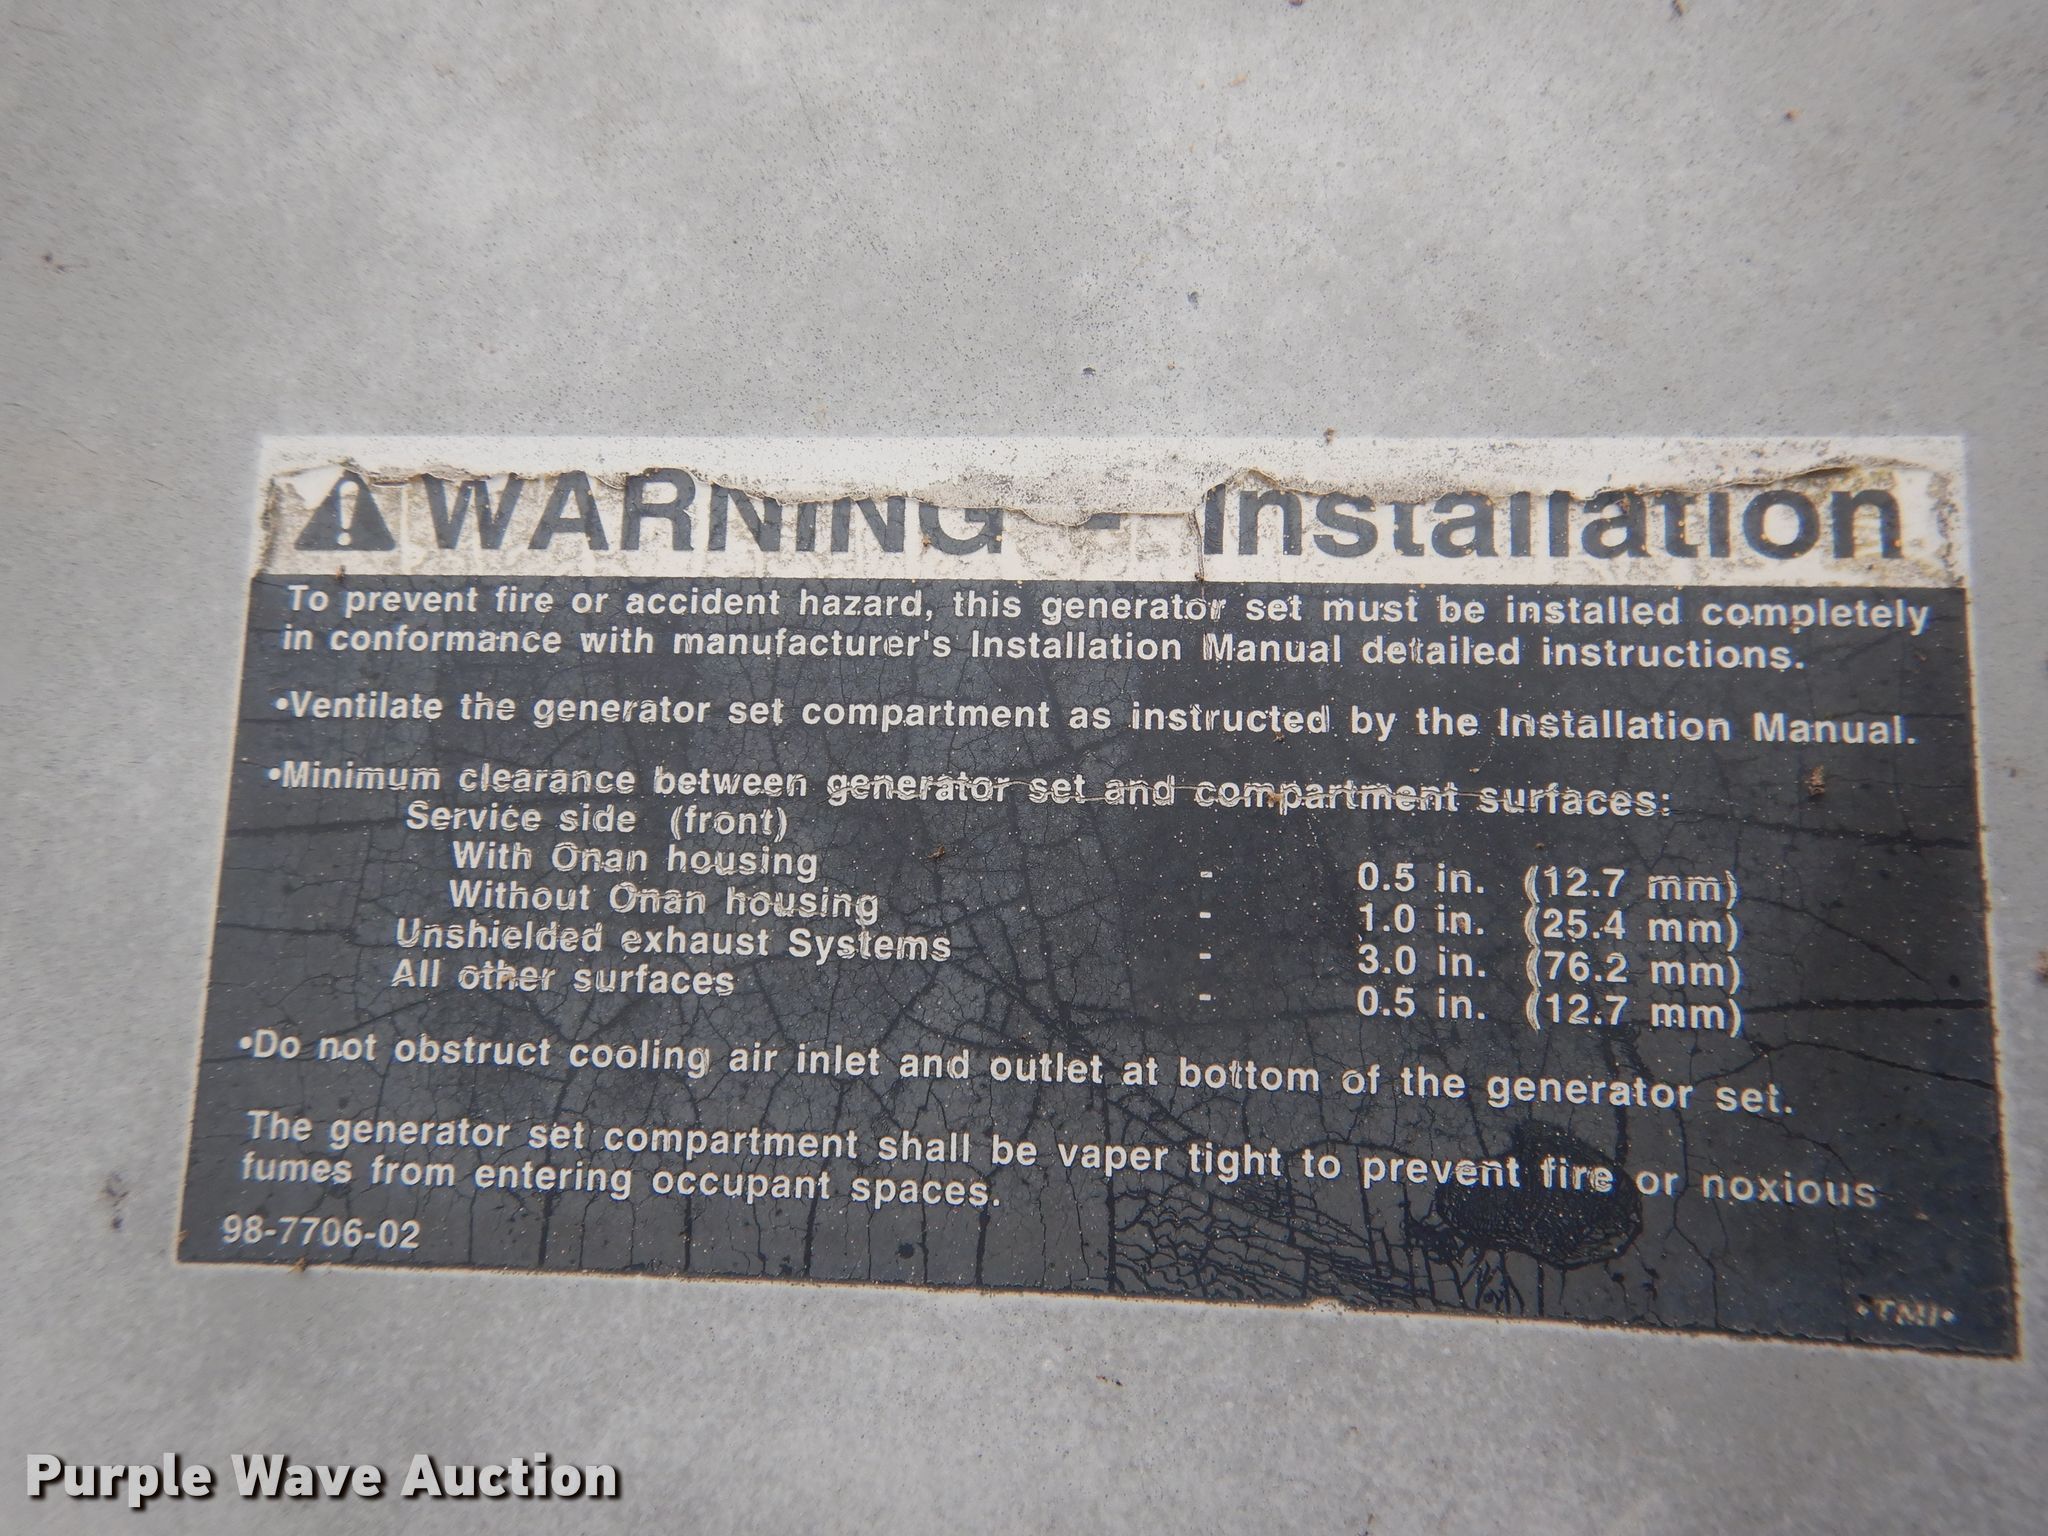 WARNING - Installation
To prevent fire or accident hazard, this generator set must be installed completely
in conformance with manufacturer's Installation Manual detailed instructions.
•Ventilate the generator set compartment as instructed by the Installation Manual.
•Minimum clearance between generator set and compartment surfaces:
Service side (front)
With Onan housing - 0.5 in. (12.7 mm)
Without Onan housing - 1.0 in. (25.4 mm)
Unshielded exhaust Systems - 3.0 in. (76.2 mm)
All other surfaces - 0.5 in. (12.7 mm)
•Do not obstruct cooling air inlet and outlet at bottom of the generator set.
The generator set compartment shall be vaper tight to prevent fire or noxious
fumes from entering occupant spaces.
98-7706-02
•TMI•
Purple Wave Auction